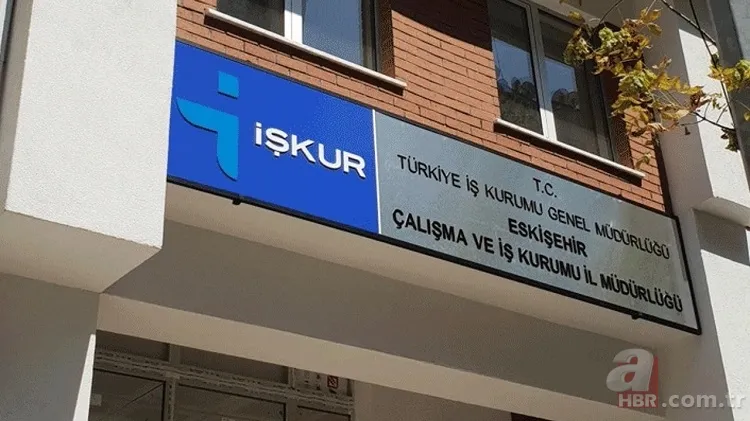 İŞKUR
T.C.
TÜRKİYE İŞ KURUMU GENEL MÜDÜRLÜĞÜ
ESKİŞEHİR
ÇALIŞMA VE İŞ KURUMU İL MÜDÜRLÜĞÜ
a
HBR.com.tr